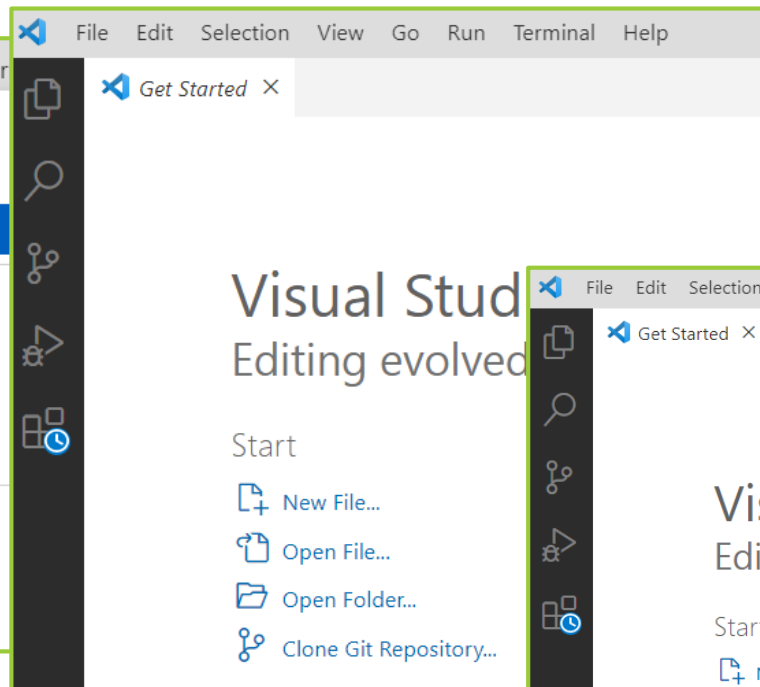 File Edit Selection View Go Run Terminal Help
Get Started
Visual Stud
Editing evolved
Start
New File...
Open File...
Open Folder...
Clone Git Repository...
File Edit Selection
Get Started
Vi
Edi
Star